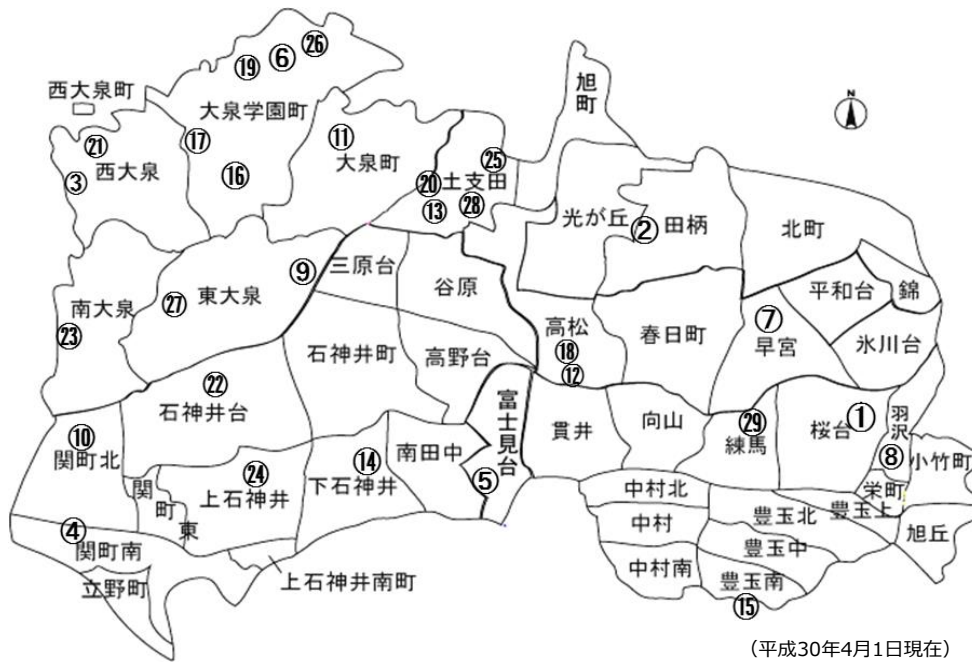 ⑲ ⑥ ㉖
旭町
N
西大泉町
大泉学園町
㉑ ⑰ ⑪
西大泉
大泉町
③ ⑯
㉕
⑳ 土支田
⑬ ㉘
光が丘
② 田柄
北町
⑨ 三原台
谷原
平和台
錦
南大泉
㉗ 東大泉
㉓
高松
⑱
⑫
春日町
⑦
早宮
氷川台
石神井町
高野台
㉒
石神井台
富士見台
貫井
向山
㉙
練馬
桜台
①
羽沢
⑧
小竹町
⑩
関町北
㉔
上石神井
⑭
下石神井
南田中
⑤
関町東
中村北
栄町
豊玉北
豊玉上
旭丘
④
関町南
中村
豊玉中
立野町
上石神井南町
中村南
豊玉南
⑮
（平成30年4月1日現在）